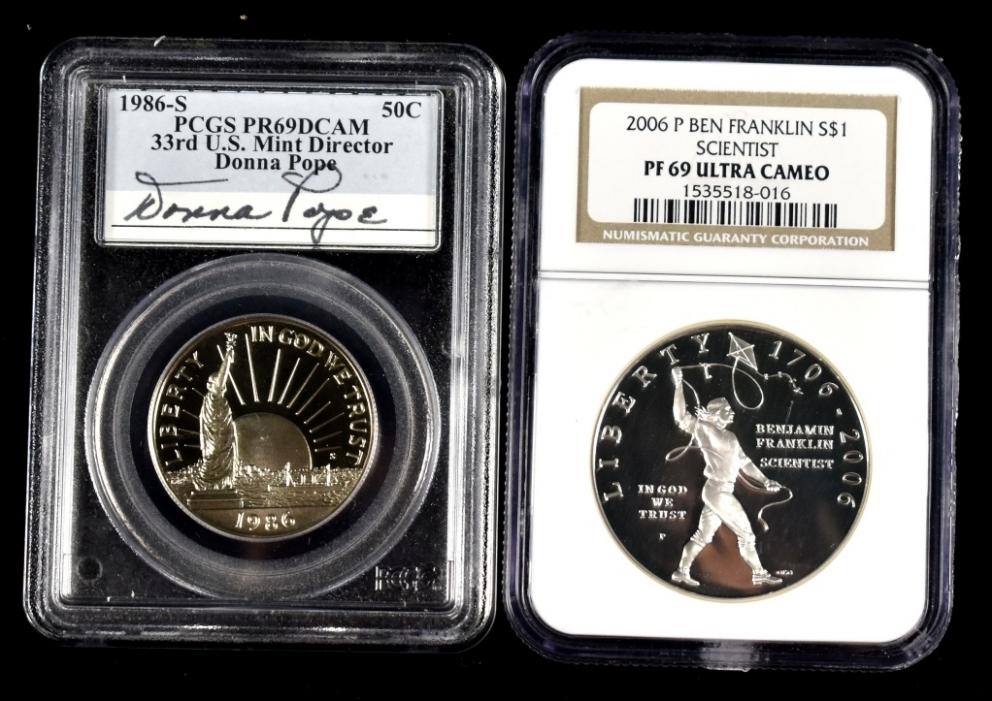 1986-S 50C
PCGS PR69DCAM
33rd U.S. Mint Director
Donna Pope
Donna Pope
LIBERTY IN GOD WE TRUST
S
1986
PCGS
2006 P BEN FRANKLIN S$1
SCIENTIST
PF 69 ULTRA CAMEO
1535518-016
NUMISMATIC GUARANTY CORPORATION
LIBERTY 1706-2006
BENJAMIN
FRANKLIN
SCIENTIST
IN GOD
WE
TRUST
P